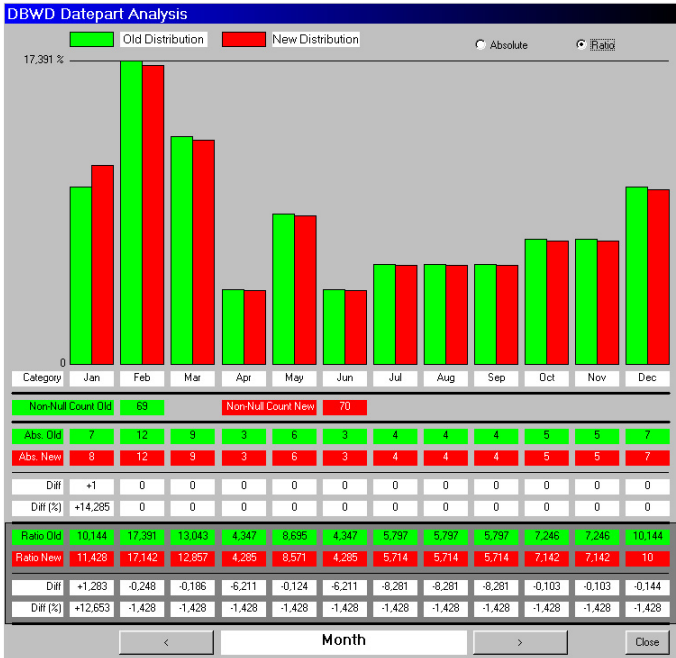 DBWD Datepart Analysis
Old Distribution New Distribution Absolute Ratio
17,391 %
0
Category Jan Feb Mar Apr May Jun Jul Aug Sep Oct Nov Dec
Non-Null Count Old 69 Non-Null Count New 70
Abs. Old 7 12 9 3 6 3 4 4 4 5 5 7
Abs. New 8 12 9 3 6 3 4 4 4 5 5 7
Diff +1 0 0 0 0 0 0 0 0 0 0 0
Diff (%) +14,285 0 0 0 0 0 0 0 0 0 0 0
Ratio Old 10,144 17,391 13,043 4,347 8,695 4,347 5,797 5,797 5,797 7,246 7,246 10,144
Ratio New 11,428 17,142 12,857 4,285 8,571 4,285 5,714 5,714 5,714 7,142 7,142 10
Diff +1,283 -0,248 -0,186 -6,211 -0,124 -6,211 -8,281 -8,281 -8,281 -0,103 -0,103 -0,144
Diff (%) +12,653 -1,428 -1,428 -1,428 -1,428 -1,428 -1,428 -1,428 -1,428 -1,428 -1,428 -1,428
< Month > Close